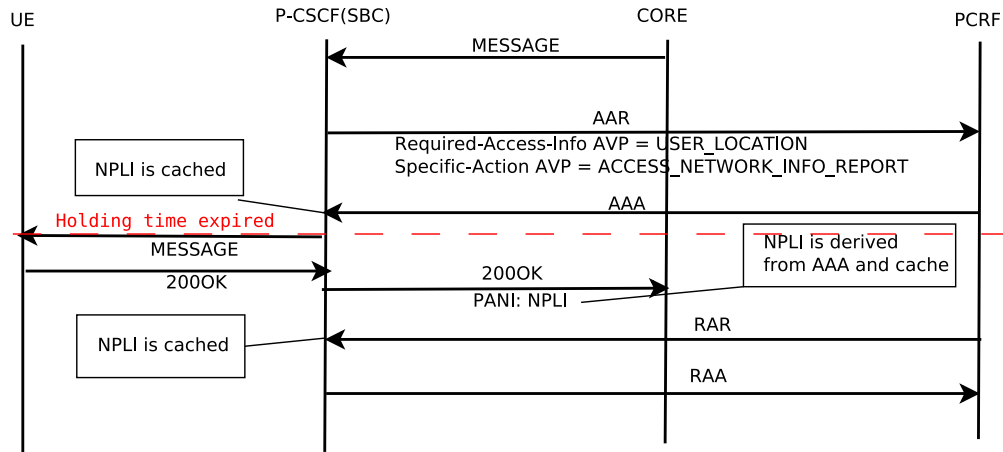 UE
P-CSCF(SBC)
CORE
PCRF
MESSAGE
AAR
Required-Access-Info AVP = USER_LOCATION
Specific-Action AVP = ACCESS_NETWORK_INFO_REPORT
NPLI is cached
AAA
Holding time expired
MESSAGE
NPLI is derived
from AAA and cache
200OK
200OK
PANI: NPLI
NPLI is cached
RAR
RAA